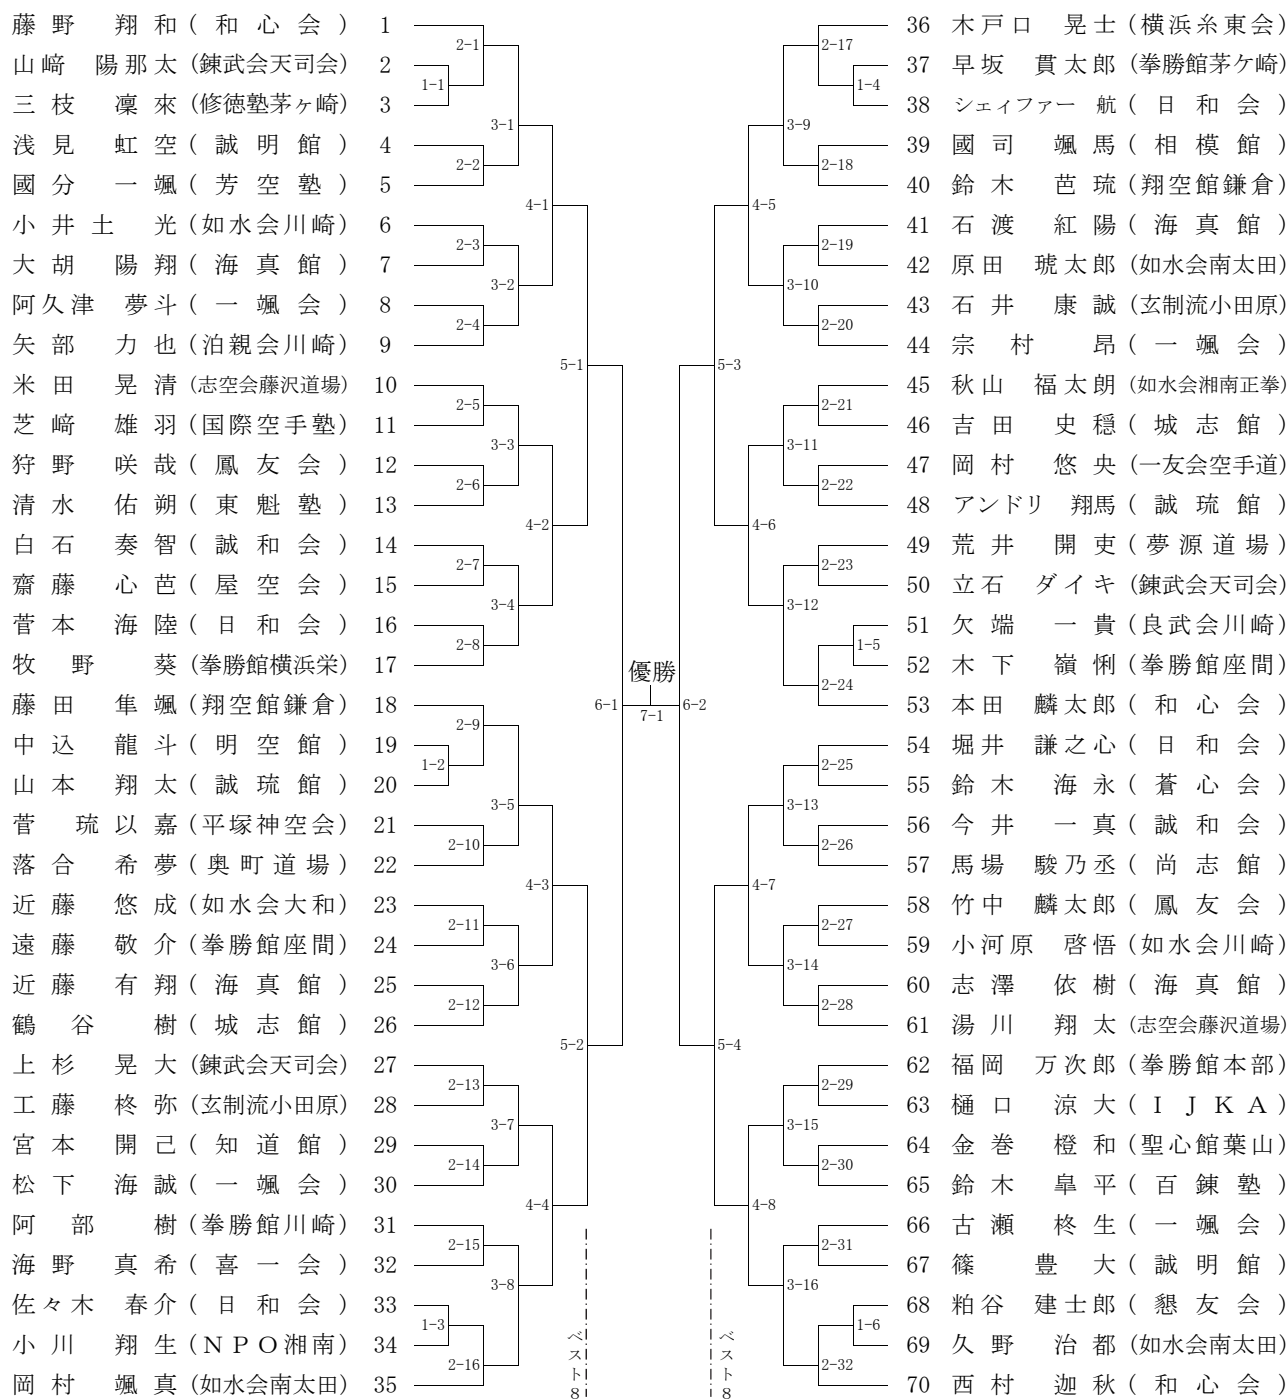 藤野 翔和 (和心会) 1
山﨑 陽那太 (錬武会天司会) 2
三枝 凜來 (修徳塾茅ヶ崎) 3
浅見 虹空 (誠明館) 4
國分 一颯 (芳空塾) 5
小井土 光 (如水会川崎) 6
大胡 陽翔 (海真館) 7
阿久津 夢斗 (一颯会) 8
矢部 力也 (泊親会川崎) 9
米田 晃清 (志空会藤沢道場) 10
芝﨑 雄羽 (国際空手塾) 11
狩野 咲哉 (鳳友会) 12
清水 佑朔 (東魁塾) 13
白石 奏智 (誠和会) 14
齋藤 心芭 (屋空会) 15
菅本 海陸 (日和会) 16
牧野 葵 (拳勝館横浜栄) 17
藤田 隼颯 (翔空館鎌倉) 18
中込 龍斗 (明空館) 19
山本 翔太 (誠琉館) 20
菅 琉以嘉 (平塚神空会) 21
落合 希夢 (奥町道場) 22
近藤 悠成 (如水会大和) 23
遠藤 敬介 (拳勝館座間) 24
近藤 有翔 (海真館) 25
鶴谷 樹 (城志館) 26
上杉 晃大 (錬武会天司会) 27
工藤 柊弥 (玄制流小田原) 28
宮本 開己 (知道館) 29
松下 海誠 (一颯会) 30
阿部 樹 (拳勝館川崎) 31
海野 真希 (喜一会) 32
佐々木 春介 (日和会) 33
小川 翔生 (NPO湘南) 34
岡村 颯真 (如水会南太田) 35
1-1
1-2
1-3
2-1
2-2
2-3
2-4
2-5
2-6
2-7
2-8
2-9
2-10
2-11
2-12
2-13
2-14
2-15
2-16
3-1
3-2
3-3
3-4
3-5
3-6
3-7
3-8
4-1
4-2
4-3
4-4
5-1
5-2
6-1
優勝
7-1
6-2
5-3
5-4
4-5
4-6
4-7
4-8
3-9
3-10
3-11
3-12
3-13
3-14
3-15
3-16
2-17
2-18
2-19
2-20
2-21
2-22
2-23
2-24
2-25
2-26
2-27
2-28
2-29
2-30
2-31
2-32
1-4
1-5
1-6
ベスト8
ベスト8
36 木戸口 晃士 (横浜糸東会)
37 早坂 貫太郎 (拳勝館茅ケ崎)
38 シェイファー 航 (日和会)
39 國司 颯馬 (相模館)
40 鈴木 芭琉 (翔空館鎌倉)
41 石渡 紅陽 (海真館)
42 原田 琥太郎 (如水会南太田)
43 石井 康誠 (玄制流小田原)
44 宗村 昂 (一颯会)
45 秋山 福太朗 (如水会湘南正拳)
46 吉田 史穏 (城志館)
47 岡村 悠央 (一友会空手道)
48 アンドリ 翔馬 (誠琉館)
49 荒井 開吏 (夢源道場)
50 立石 ダイキ (錬武会天司会)
51 欠端 一貴 (良武会川崎)
52 木下 嶺悧 (拳勝館座間)
53 本田 麟太郎 (和心会)
54 堀井 謙之心 (日和会)
55 鈴木 海永 (蒼心会)
56 今井 一真 (誠和会)
57 馬場 駿乃丞 (尚志館)
58 竹中 麟太郎 (鳳友会)
59 小河原 啓悟 (如水会川崎)
60 志澤 依樹 (海真館)
61 湯川 翔太 (志空会藤沢道場)
62 福岡 万次郎 (拳勝館本部)
63 樋口 涼大 (IJKA)
64 金巻 橙和 (聖心館葉山)
65 鈴木 皐平 (百錬塾)
66 古瀬 柊生 (一颯会)
67 篠 豊大 (誠明館)
68 粕谷 建士郎 (懇友会)
69 久野 治都 (如水会南太田)
70 西村 迦秋 (和心会)